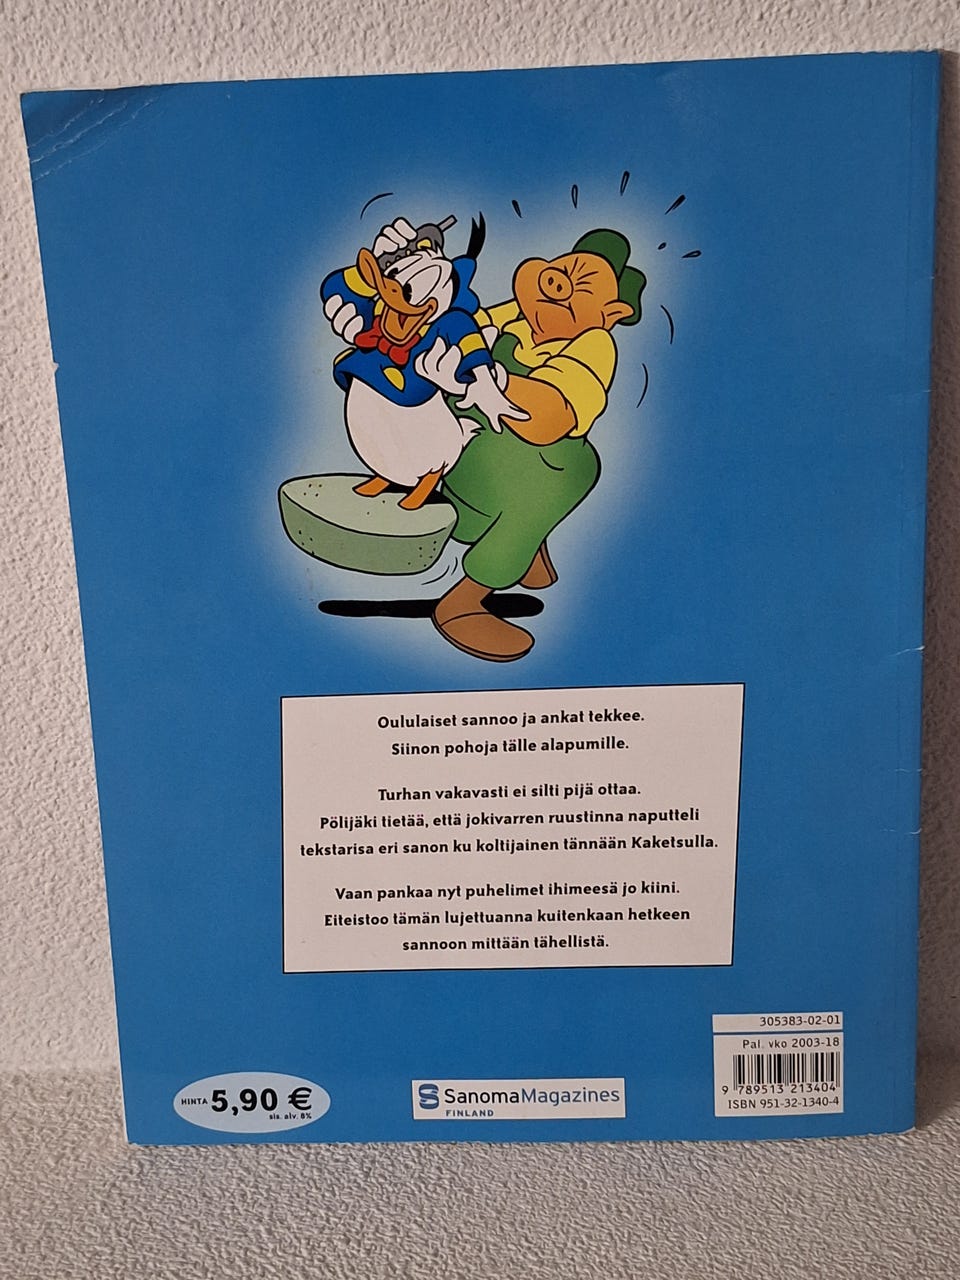 Oululaiset sannoo ja ankat tekkee.
Siinon pohoja tälle alapumille.
Turhan vakavasti ei silti pijä ottaa.
Pölijäki tietää, että jokivarren ruustinna naputteli
tekstarisa eri sanon ku koltijainen tännään Kaketsulla.
Vaan pankaa nyt puhelimet ihimeesä jo kiini.
Eiteistoo tämän lujettuanna kuitenkaan hetkeen
sannoon mittään tähellistä.
305383-02-01
Pal. vko 2003-18
9 789513 213404
ISBN 951-32-1340-4
HINTA 5,90 €
sis. alv. 8%
SanomaMagazines
FINLAND